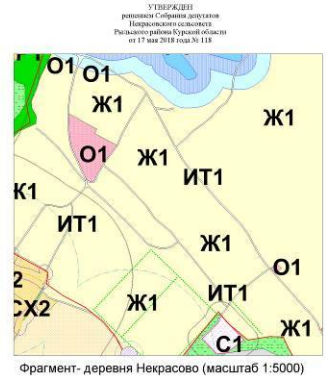 УТВЕРЖДЕН
решением Собрания депутатов
Некрасовского сельсовета
Рыльского района Курской области
от 17 мая 2018 года № 118
О1 О1
Ж1
Ж1
О1
Ж1
ИТ1
К1
ИТ1
Ж1
О1
2
СХ2
Ж1
ИТ1
Ж1
С1
Фрагмент- деревня Некрасово (масштаб 1:5000)